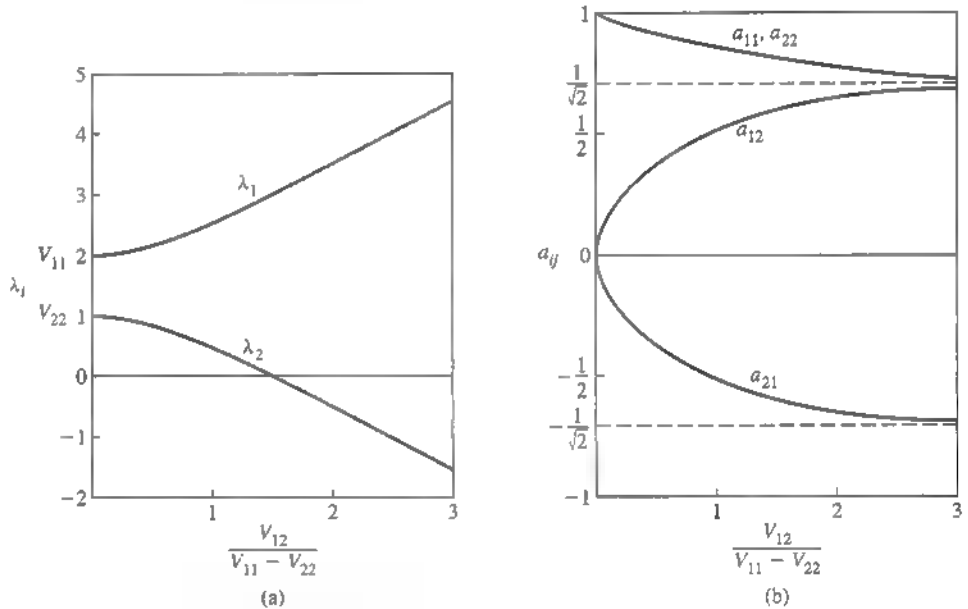 5
4
3
V₁₁ 2
λ₁
λⱼ
V₂₂ 1
λ₂
0
−1
−2
1 2 3
V₁₂
V₁₁ − V₂₂
(a)
1
a₁₁, a₂₂
1
√2
1
2
a₁₂
aᵢⱼ 0
−1
2
a₂₁
−1
√2
−1
1 2 3
V₁₂
V₁₁ − V₂₂
(b)